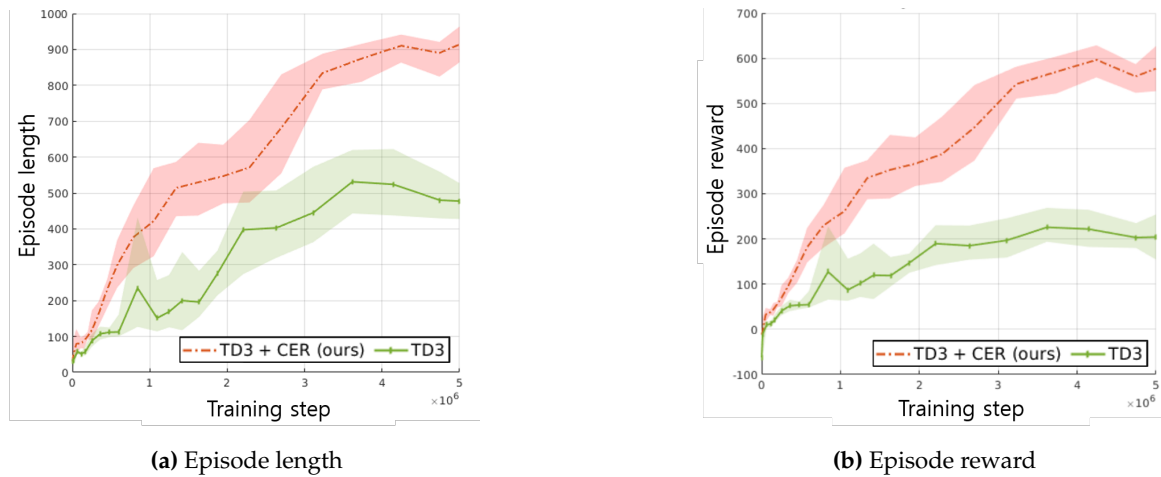 1000
900
800
700
600
500
400
300
200
100
0
Episode length
0 1 2 3 4 5
×10⁶
Training step
TD3 + CER (ours) TD3
(a) Episode length
700
600
500
400
300
200
100
0
-100
Episode reward
0 1 2 3 4 5
×10⁶
Training step
TD3 + CER (ours) TD3
(b) Episode reward